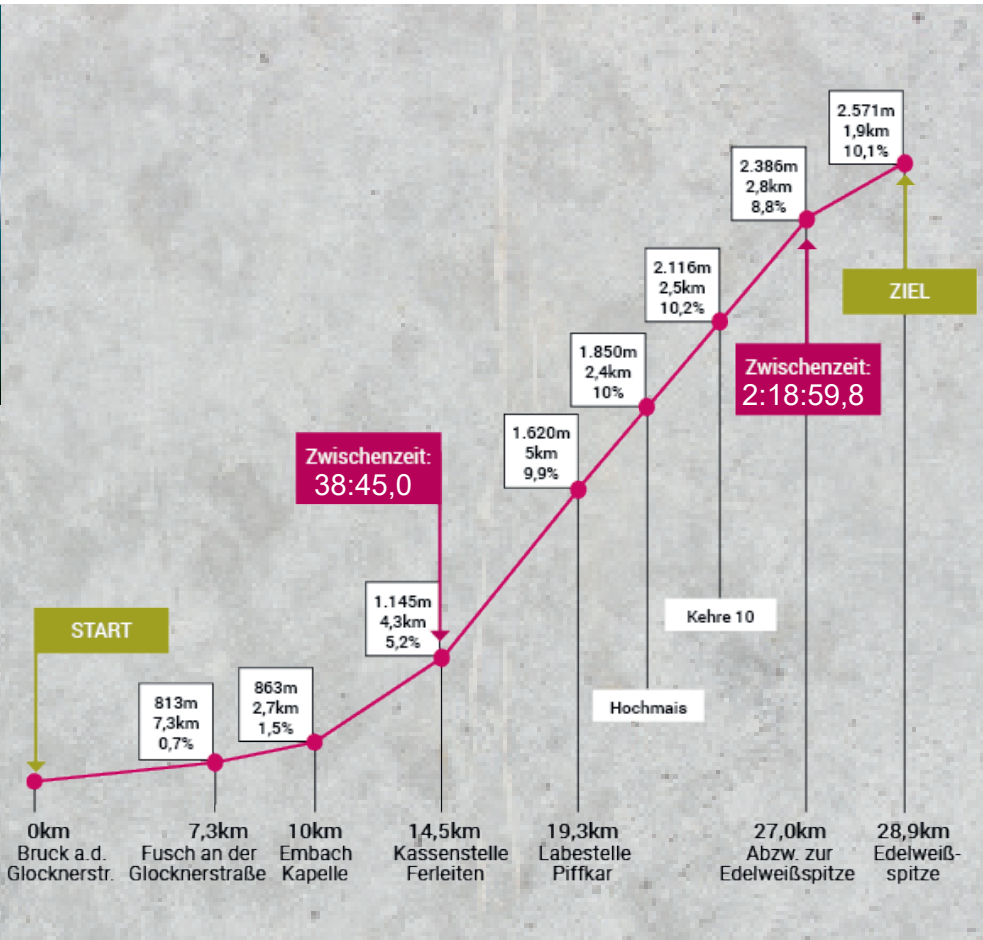 2.571m
1,9km
10,1%
2.386m
2,8km
8,8%
ZIEL
2.116m
2,5km
10,2%
1.850m
2,4km
10%
Zwischenzeit:
2:18:59,8
1.620m
5km
9,9%
Zwischenzeit:
38:45,0
1.145m
4,3km
5,2%
Kehre 10
START
863m
2,7km
1,5%
813m
7,3km
0,7%
Hochmais
0km
Bruck a.d.
Glocknerstr.
7,3km
Fusch an der
Glocknerstraße
10km
Embach
Kapelle
14,5km
Kassenstelle
Ferleiten
19,3km
Labestelle
Piffkar
27,0km
Abzw. zur
Edelweißspitze
28,9km
Edelweiß-
spitze